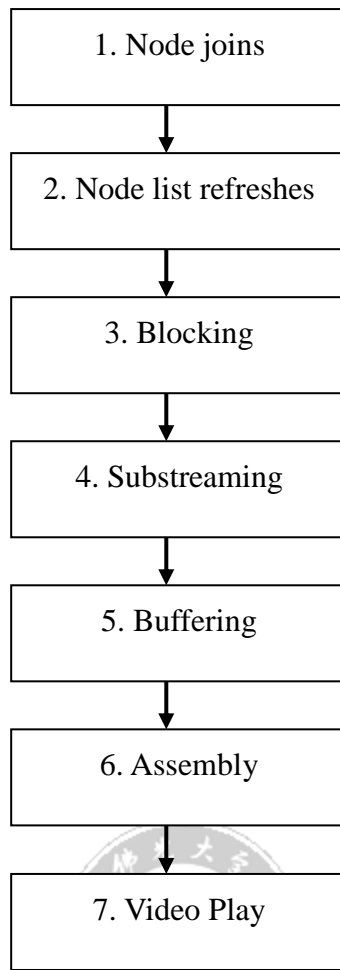 1. Node joins
2. Node list refreshes
3. Blocking
4. Substreaming
5. Buffering
6. Assembly
7. Video Play